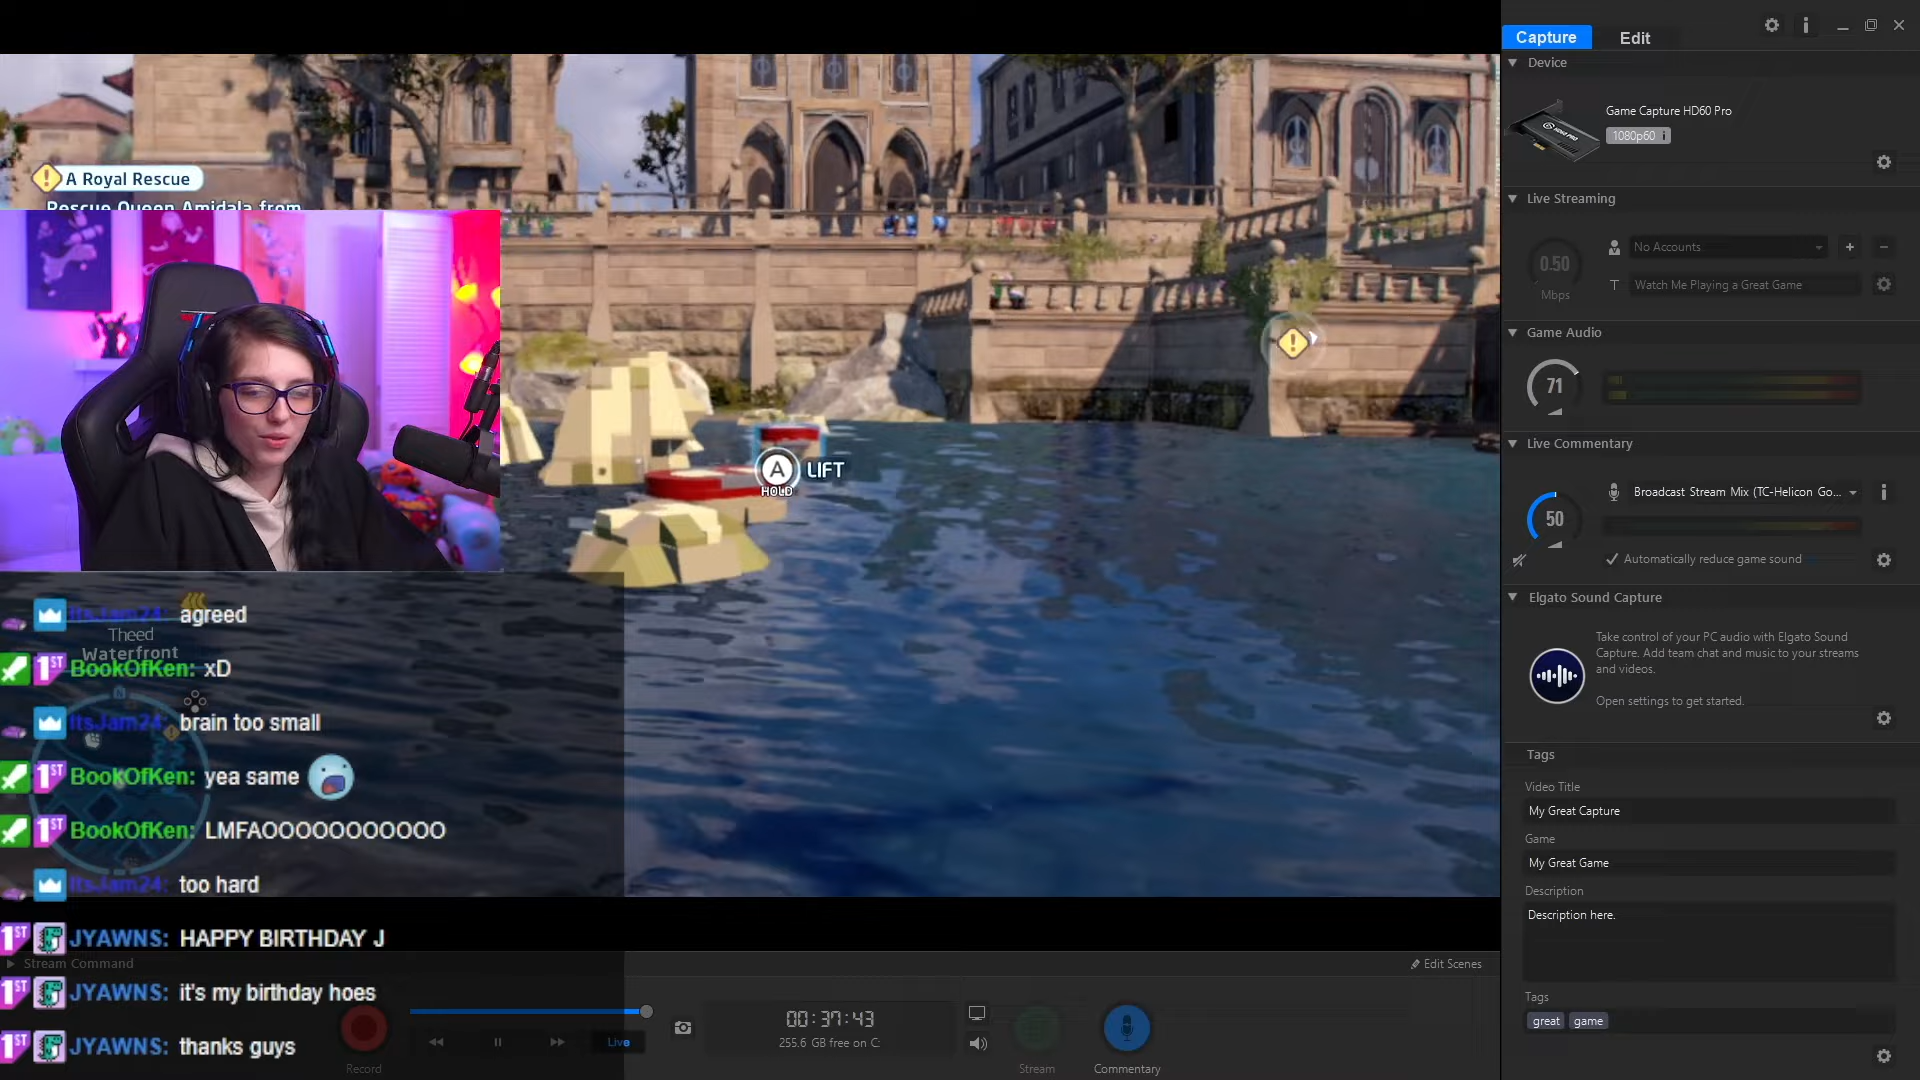 Capture
Edit
Device
Game Capture HD60 Pro
1080p60 i
Live Streaming
No Accounts
0.50
Mbps
T Watch Me Playing a Great Game
Game Audio
71
Live Commentary
Broadcast Stream Mix (TC-Helicon Go...
50
Automatically reduce game sound
Elgato Sound Capture
Take control of your PC audio with Elgato Sound
Capture. Add team chat and music to your streams
and videos.
Open settings to get started.
Tags
Video Title
My Great Capture
Game
My Great Game
Description
Description here.
Tags
great game
A Royal Rescue
Rescue Queen Amidala from
A LIFT
HOLD
ItsJam24: agreed
Theed
Waterfront
BookOfKen: xD
ItsJam24: brain too small
BookOfKen: yea same
BookOfKen: LMFAOOOOOOOOOOO
ItsJam24: too hard
JYAWNS: HAPPY BIRTHDAY J
Stream Command
Edit Scenes
JYAWNS: it's my birthday hoes
JYAWNS: thanks guys
Live
00:37:43
255.6 GB free on C:
Record
Stream
Commentary